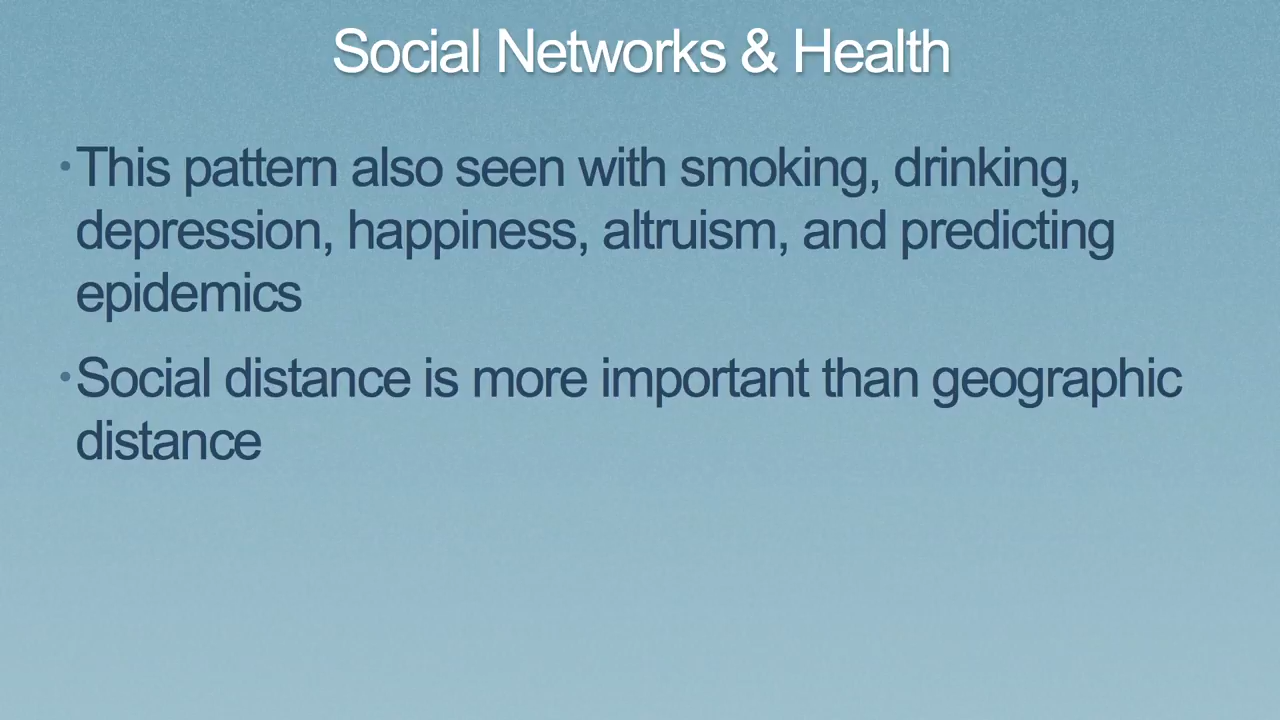 Social Networks & Health
•This pattern also seen with smoking, drinking,
depression, happiness, altruism, and predicting
epidemics
•Social distance is more important than geographic
distance